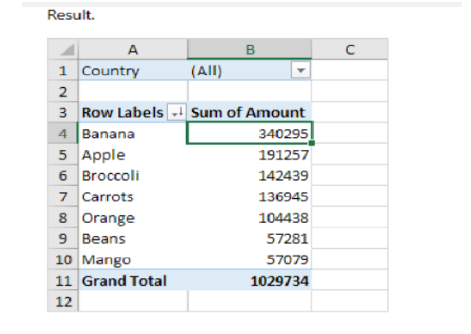 Result.
A B C
1 Country (All)
2
3 Row Labels Sum of Amount
4 Banana 340295
5 Apple 191257
6 Broccoli 142439
7 Carrots 136945
8 Orange 104438
9 Beans 57281
10 Mango 57079
11 Grand Total 1029734
12